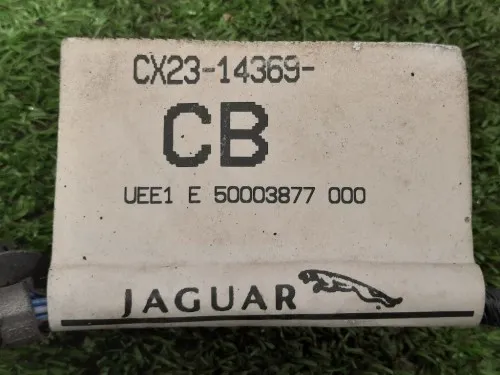 CX23-14369-
CB
UEE1 E 50003877 000
JAGUAR